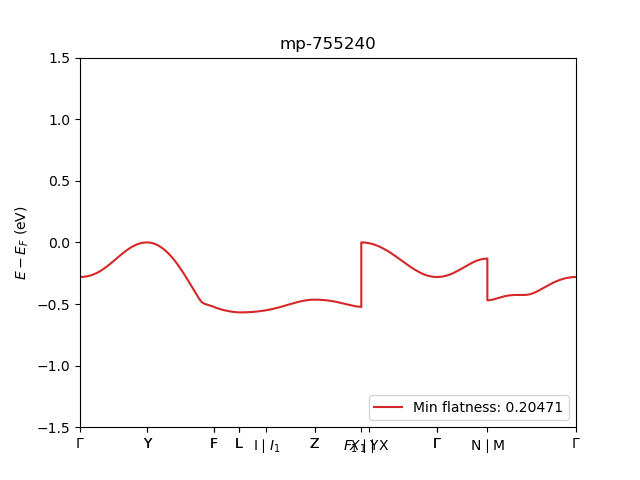 mp-755240
E − E_F (eV)
1.5
1.0
0.5
0.0
−0.5
−1.0
−1.5
Min flatness: 0.20471
Γ Y F L I | I₁ Z Γ N | M Γ